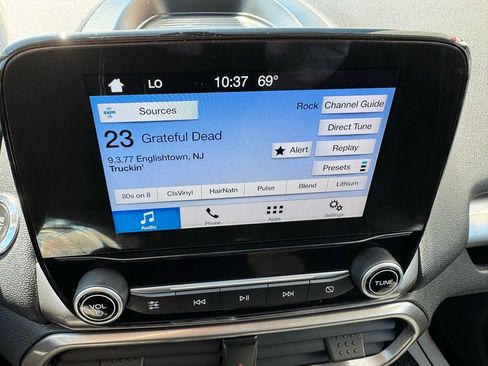 LO 10:37 69°
sxm Sources
Rock Channel Guide
23 Grateful Dead
Direct Tune
9.3.77 Englishtown, NJ
Alert Replay
Truckin'
Presets
80s on 8 ClsVinyl HairNatn Pulse Blend Lithium
Audio Phone Apps Settings
VOL
TUNE